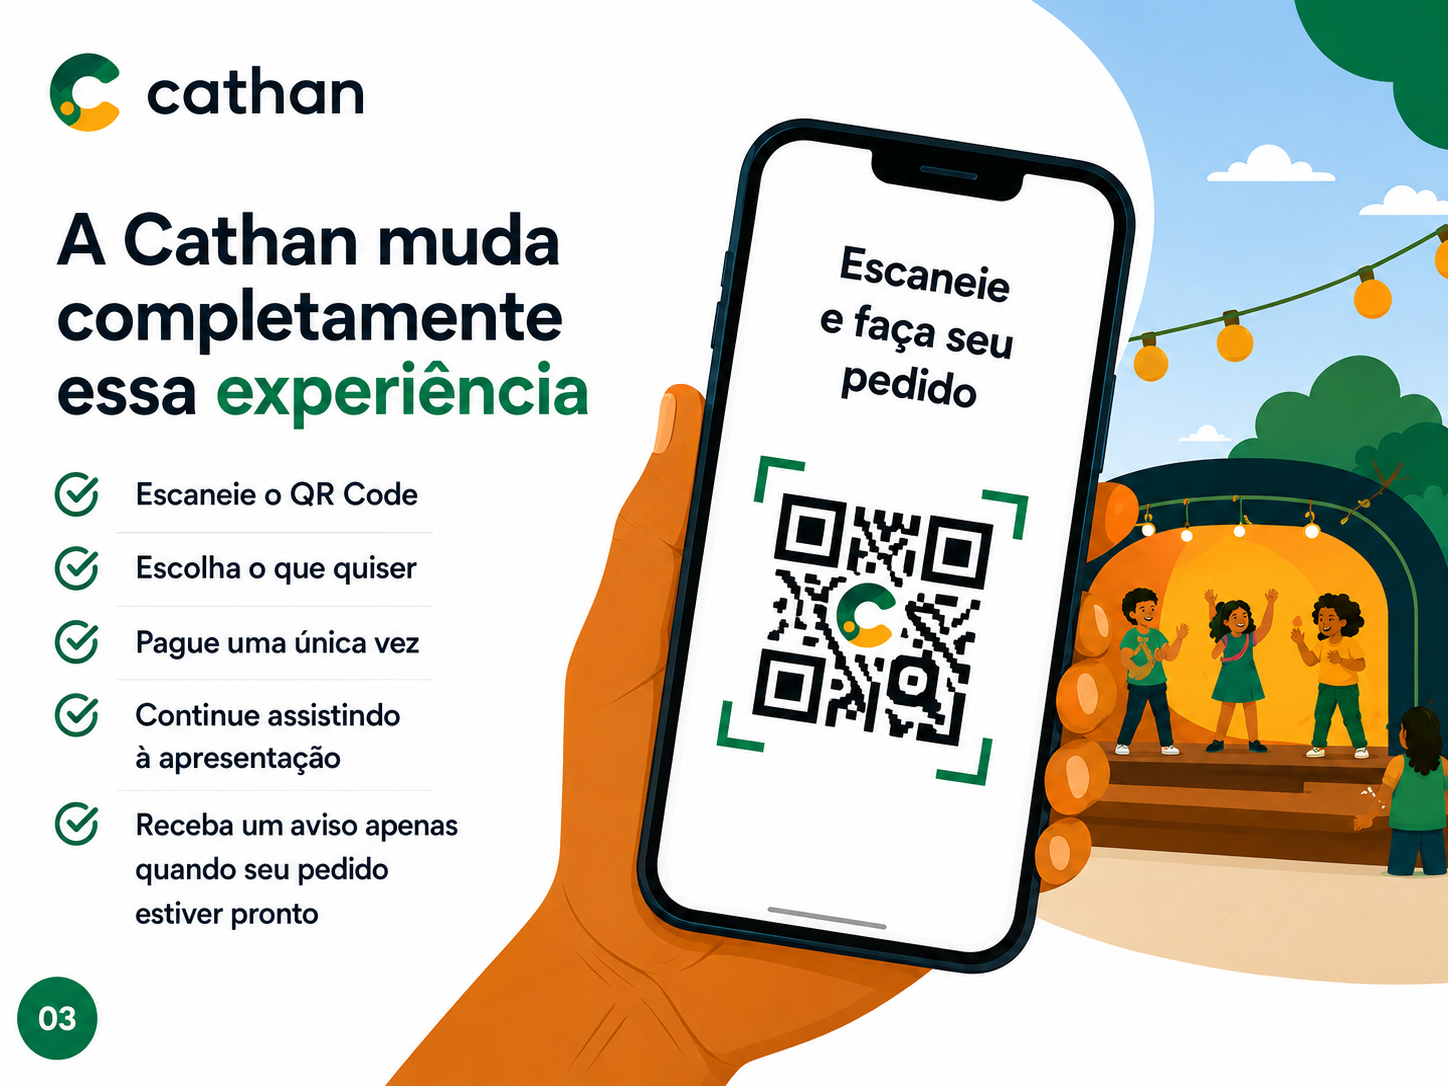 cathan
A Cathan muda
completamente
essa experiência
Escaneie o QR Code
Escolha o que quiser
Pague uma única vez
Continue assistindo
à apresentação
Receba um aviso apenas
quando seu pedido
estiver pronto
03
Escaneie
e faça seu
pedido